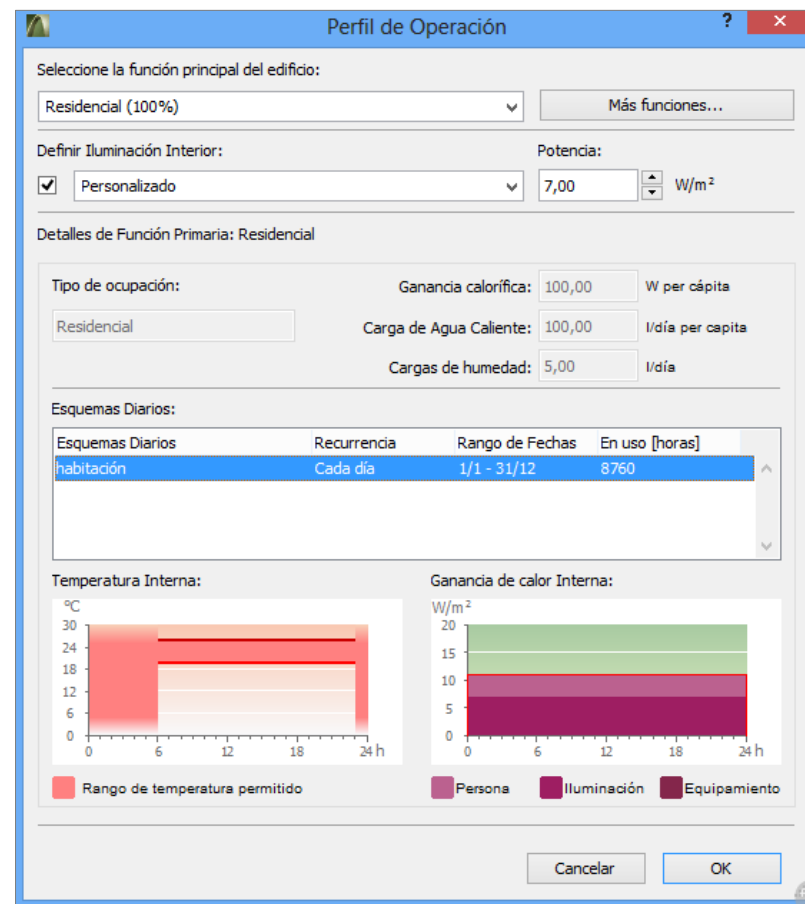 Perfil de Operación
? ×
Seleccione la función principal del edificio:
Residencial (100%) Más funciones...
Definir Iluminación Interior: Potencia:
Personalizado 7,00 W/m²
Detalles de Función Primaria: Residencial
Tipo de ocupación: Ganancia calorífica: 100,00 W per cápita
Residencial Carga de Agua Caliente: 100,00 l/día per capita
Cargas de humedad: 5,00 l/día
Esquemas Diarios:
Esquemas Diarios Recurrencia Rango de Fechas En uso [horas]
habitación Cada día 1/1 - 31/12 8760
Temperatura Interna: Ganancia de calor Interna:
ºC W/m²
30 20
24 15
18 10
12 5
6 0
0
0 6 12 18 24 h 0 6 12 18 24 h
Rango de temperatura permitido Persona Iluminación Equipamiento
Cancelar OK